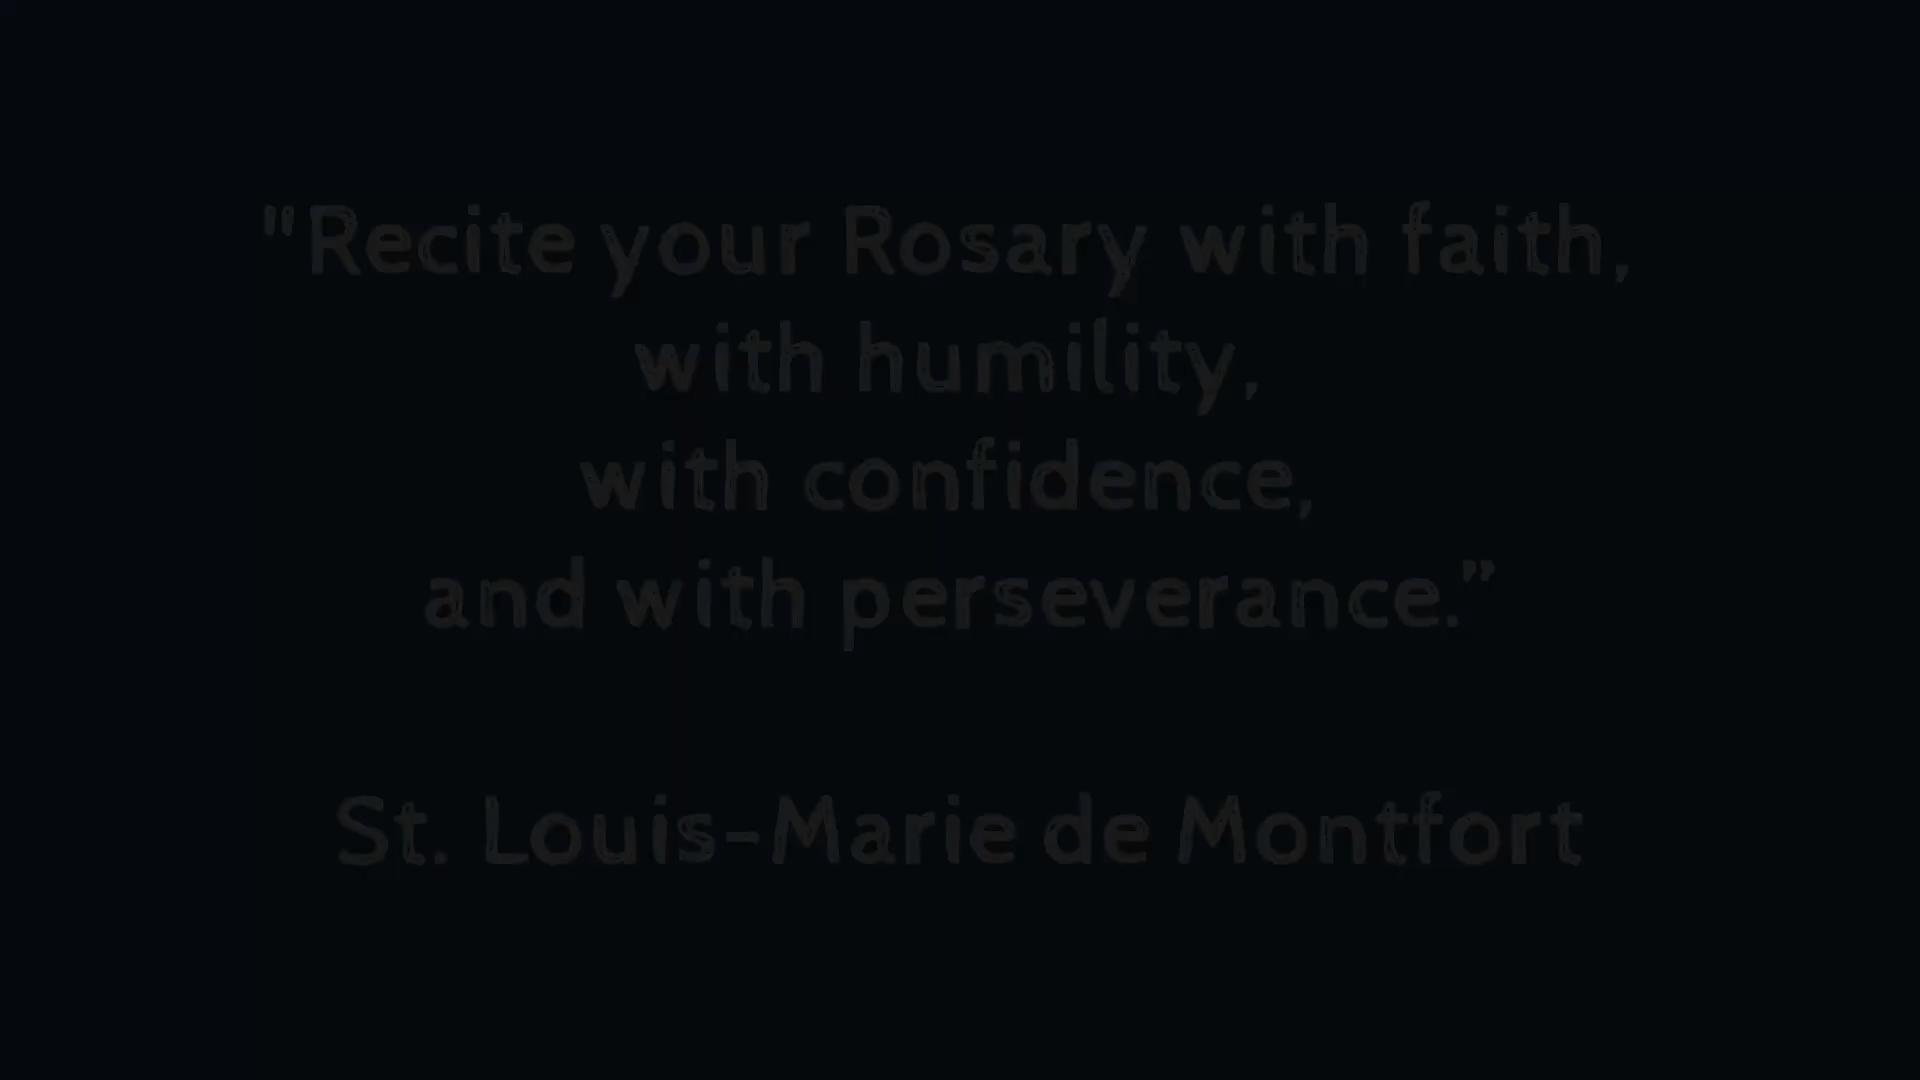 "Recite your Rosary with faith,
with humility,
with confidence,
and with perseverance.”
St. Louis-Marie de Montfort